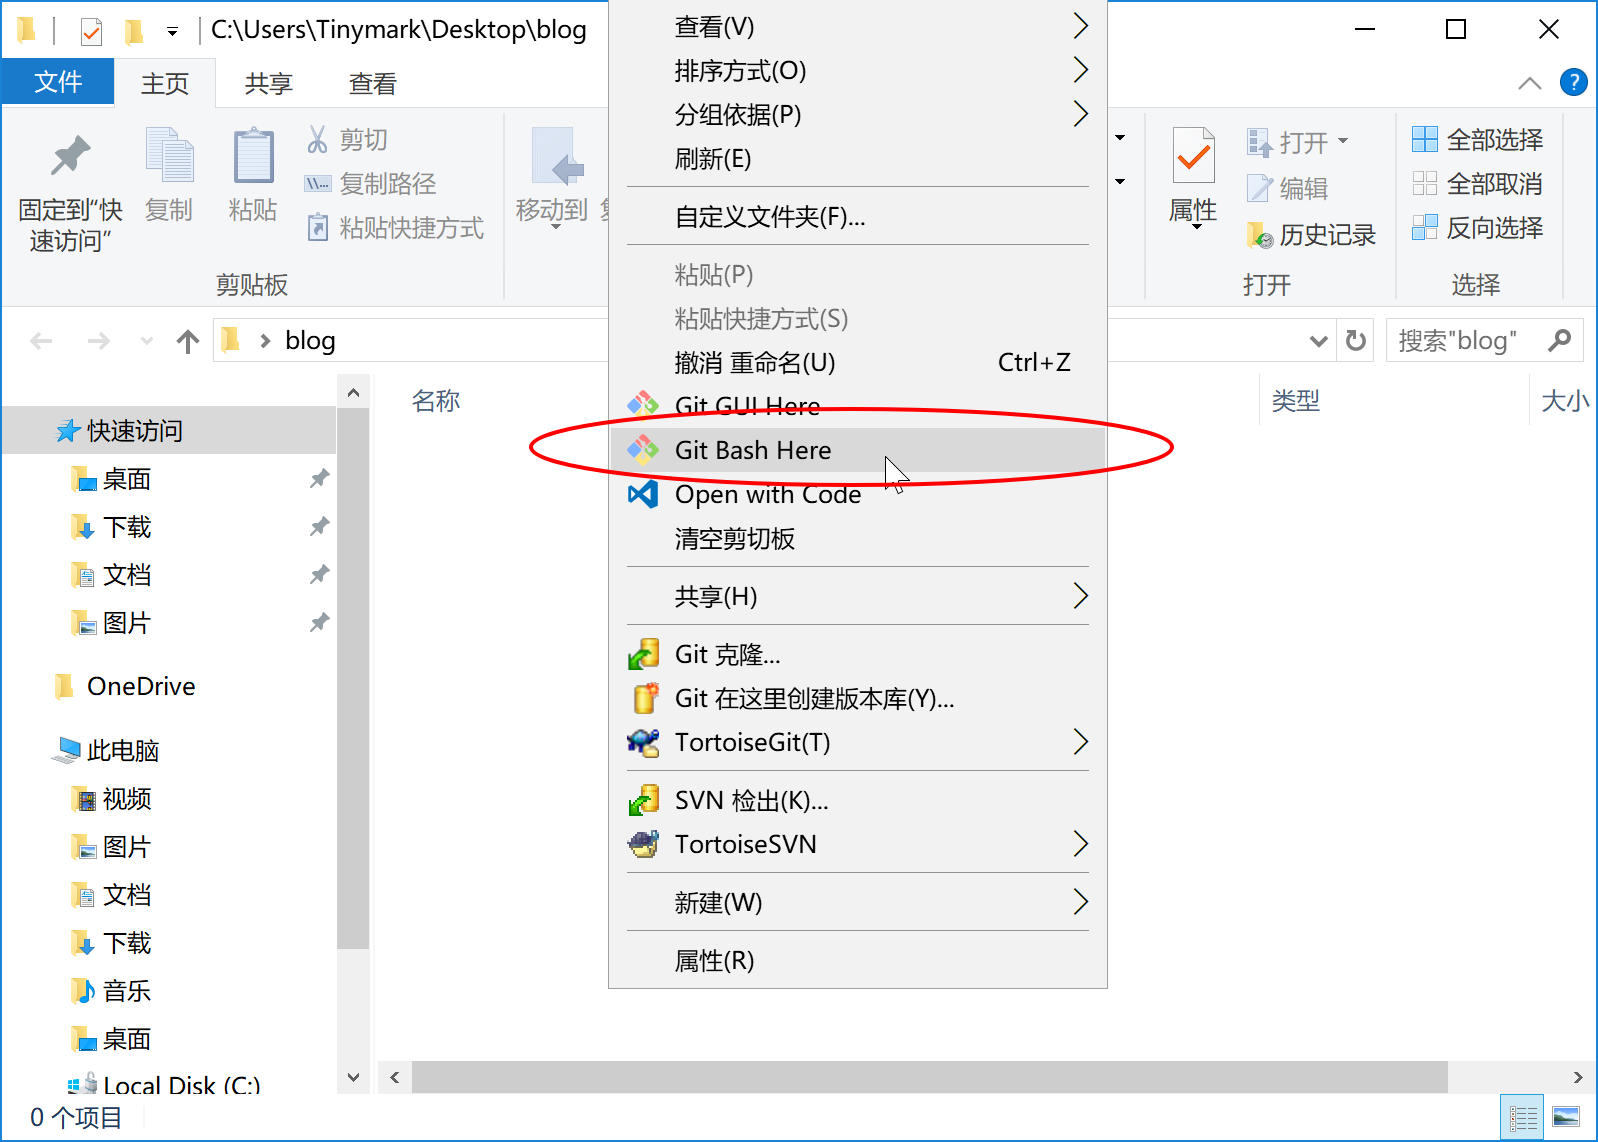 C:\Users\Tinymark\Desktop\blog
文件
主页
共享
查看
固定到“快
速访问”
复制
粘贴
剪切
复制路径
粘贴快捷方式
剪贴板
移动到
属性
打开
编辑
历史记录
打开
全部选择
全部取消
反向选择
选择
blog
搜索"blog"
名称
类型
大小
快速访问
桌面
下载
文档
图片
OneDrive
此电脑
视频
图片
文档
下载
音乐
桌面
Local Disk (C:)
0 个项目
查看(V)
排序方式(O)
分组依据(P)
刷新(E)
自定义文件夹(F)...
粘贴(P)
粘贴快捷方式(S)
撤消 重命名(U) Ctrl+Z
Git GUI Here
Git Bash Here
Open with Code
清空剪切板
共享(H)
Git 克隆...
Git 在这里创建版本库(Y)...
TortoiseGit(T)
SVN 检出(K)...
TortoiseSVN
新建(W)
属性(R)